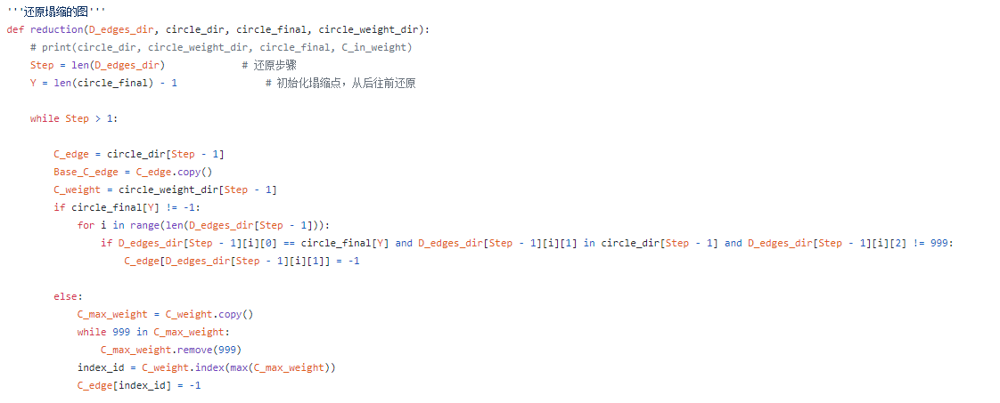 '''还原塌缩的图'''
def reduction(D_edges_dir, circle_dir, circle_final, circle_weight_dir):
    # print(circle_dir, circle_weight_dir, circle_final, C_in_weight)
    Step = len(D_edges_dir)             # 还原步骤
    Y = len(circle_final) - 1               # 初始化塌缩点，从后往前还原
    while Step > 1:
        C_edge = circle_dir[Step - 1]
        Base_C_edge = C_edge.copy()
        C_weight = circle_weight_dir[Step - 1]
        if circle_final[Y] != -1:
            for i in range(len(D_edges_dir[Step - 1])):
                if D_edges_dir[Step - 1][i][0] == circle_final[Y] and D_edges_dir[Step - 1][i][1] in circle_dir[Step - 1] and D_edges_dir[Step - 1][i][2] != 999:
                    C_edge[D_edges_dir[Step - 1][i][1]] = -1
        else:
            C_max_weight = C_weight.copy()
            while 999 in C_max_weight:
                C_max_weight.remove(999)
            index_id = C_weight.index(max(C_max_weight))
            C_edge[index_id] = -1